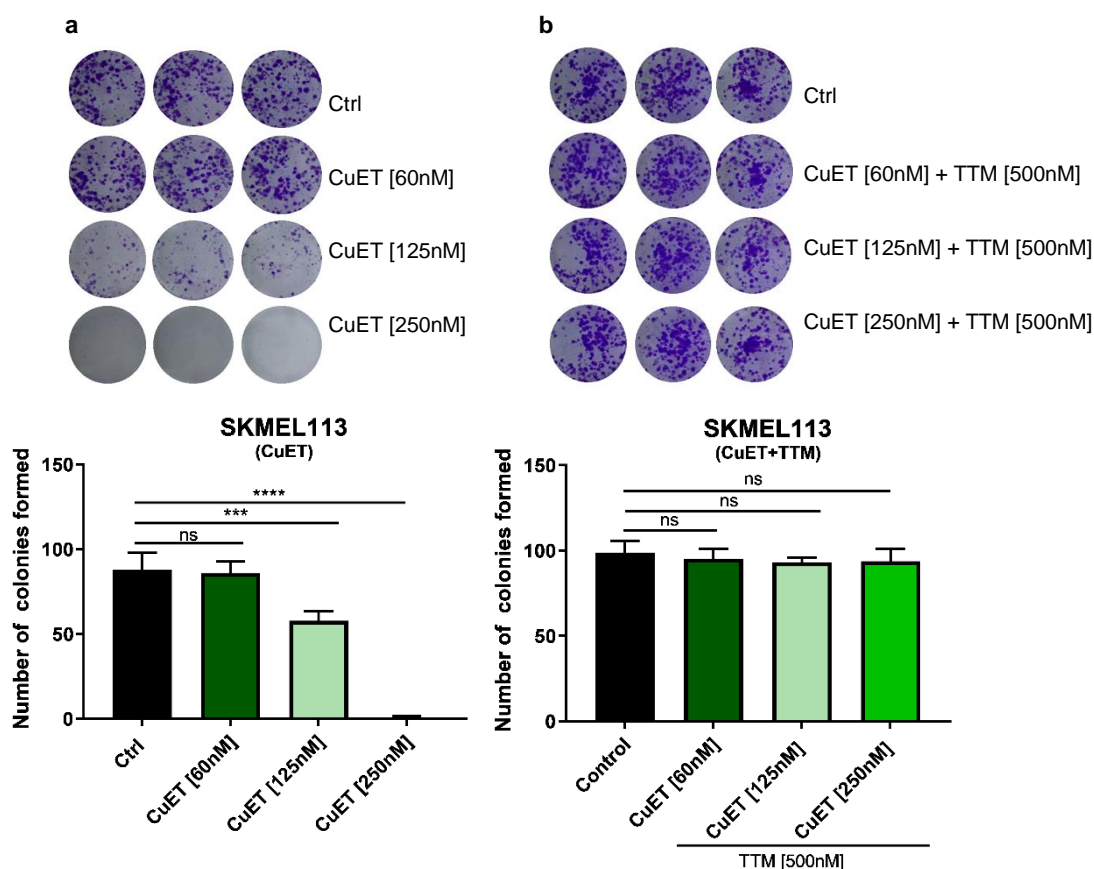 a
Ctrl
CuET [60nM]
CuET [125nM]
CuET [250nM]
SKMEL113
(CuET)
Number of colonies formed
150
100
50
0
****
***
ns
Ctrl
CuET [60nM]
CuET [125nM]
CuET [250nM]
b
Ctrl
CuET [60nM] + TTM [500nM]
CuET [125nM] + TTM [500nM]
CuET [250nM] + TTM [500nM]
SKMEL113
(CuET+TTM)
Number of colonies formed
150
100
50
0
ns
ns
ns
Control
CuET [60nM]
CuET [125nM]
CuET [250nM]
TTM [500nM]